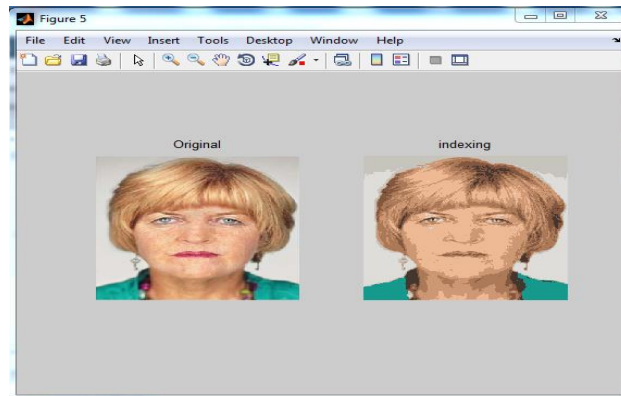 Figure 5
File Edit View Insert Tools Desktop Window Help
Original indexing